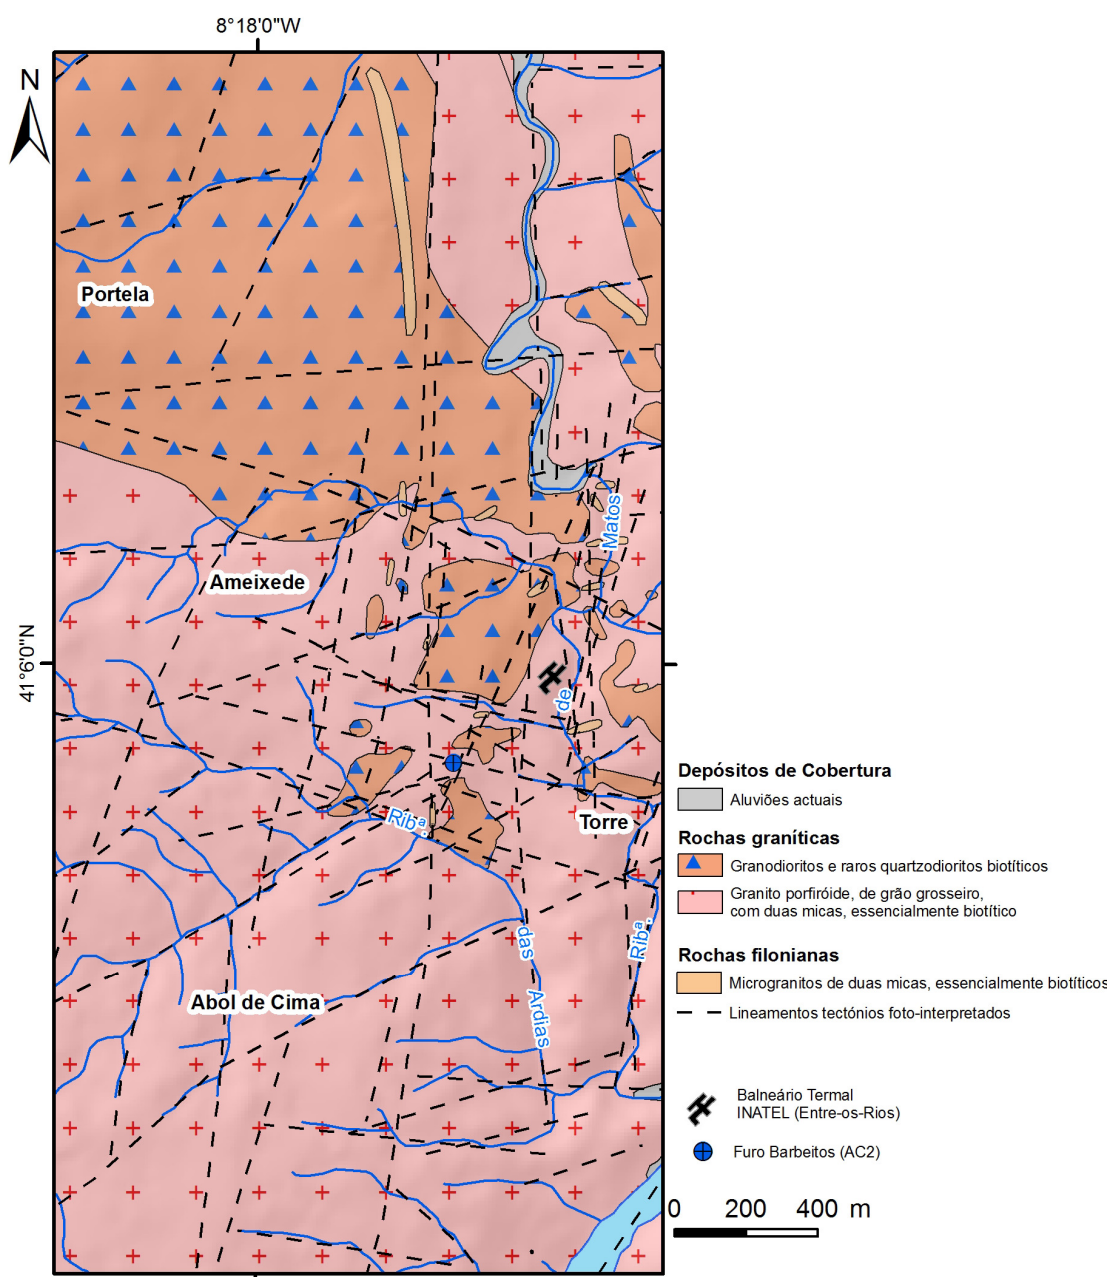 8°18'0"W
N
Portela
Matos
Ameixede
41°6'0"N
de
Ribª.
Torre
das
Ardias
Ribª.
Abol de Cima
Depósitos de Cobertura
Aluviões actuais
Rochas graníticas
Granodioritos e raros quartzodioritos biotíticos
Granito porfiróide, de grão grosseiro,
com duas micas, essencialmente biotítico
Rochas filonianas
Microgranitos de duas micas, essencialmente biotíticos
Lineamentos tectónios foto-interpretados
Balneário Termal
INATEL (Entre-os-Rios)
Furo Barbeitos (AC2)
0 200 400 m